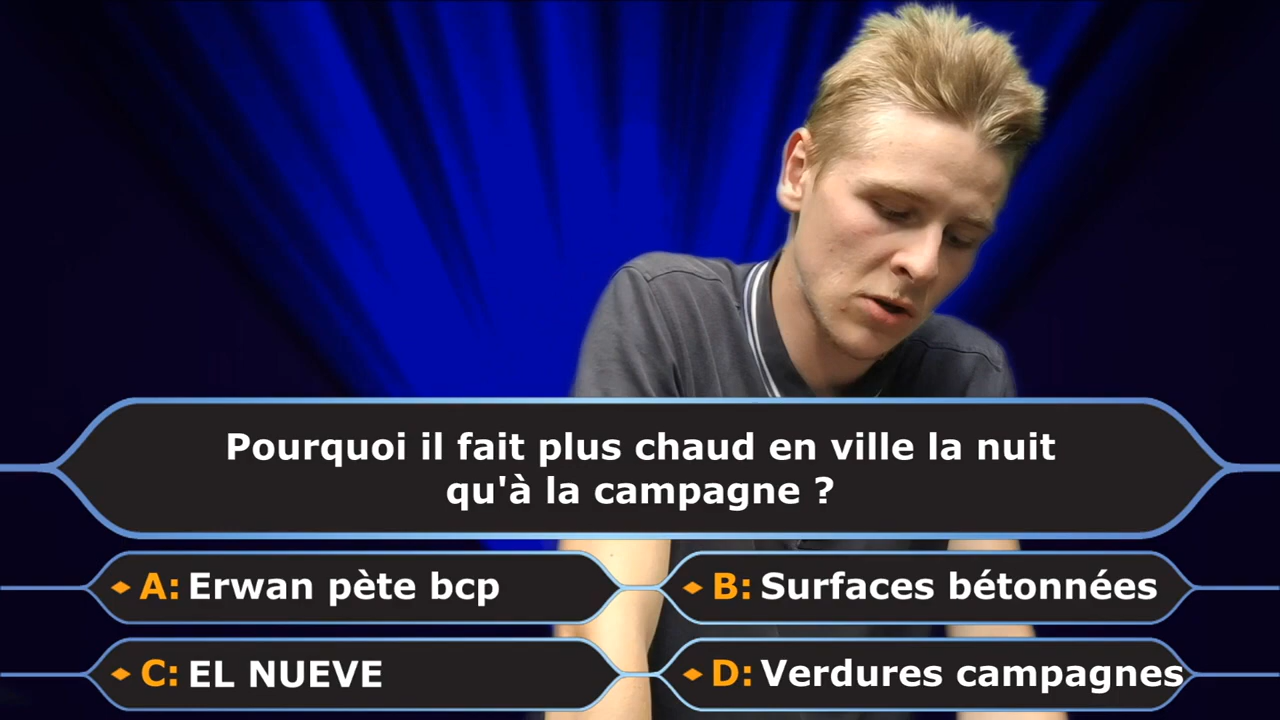 Pourquoi il fait plus chaud en ville la nuit
qu'à la campagne ?
A: Erwan pète bcp
B: Surfaces bétonnées
C: EL NUEVE
D: Verdures campagnes